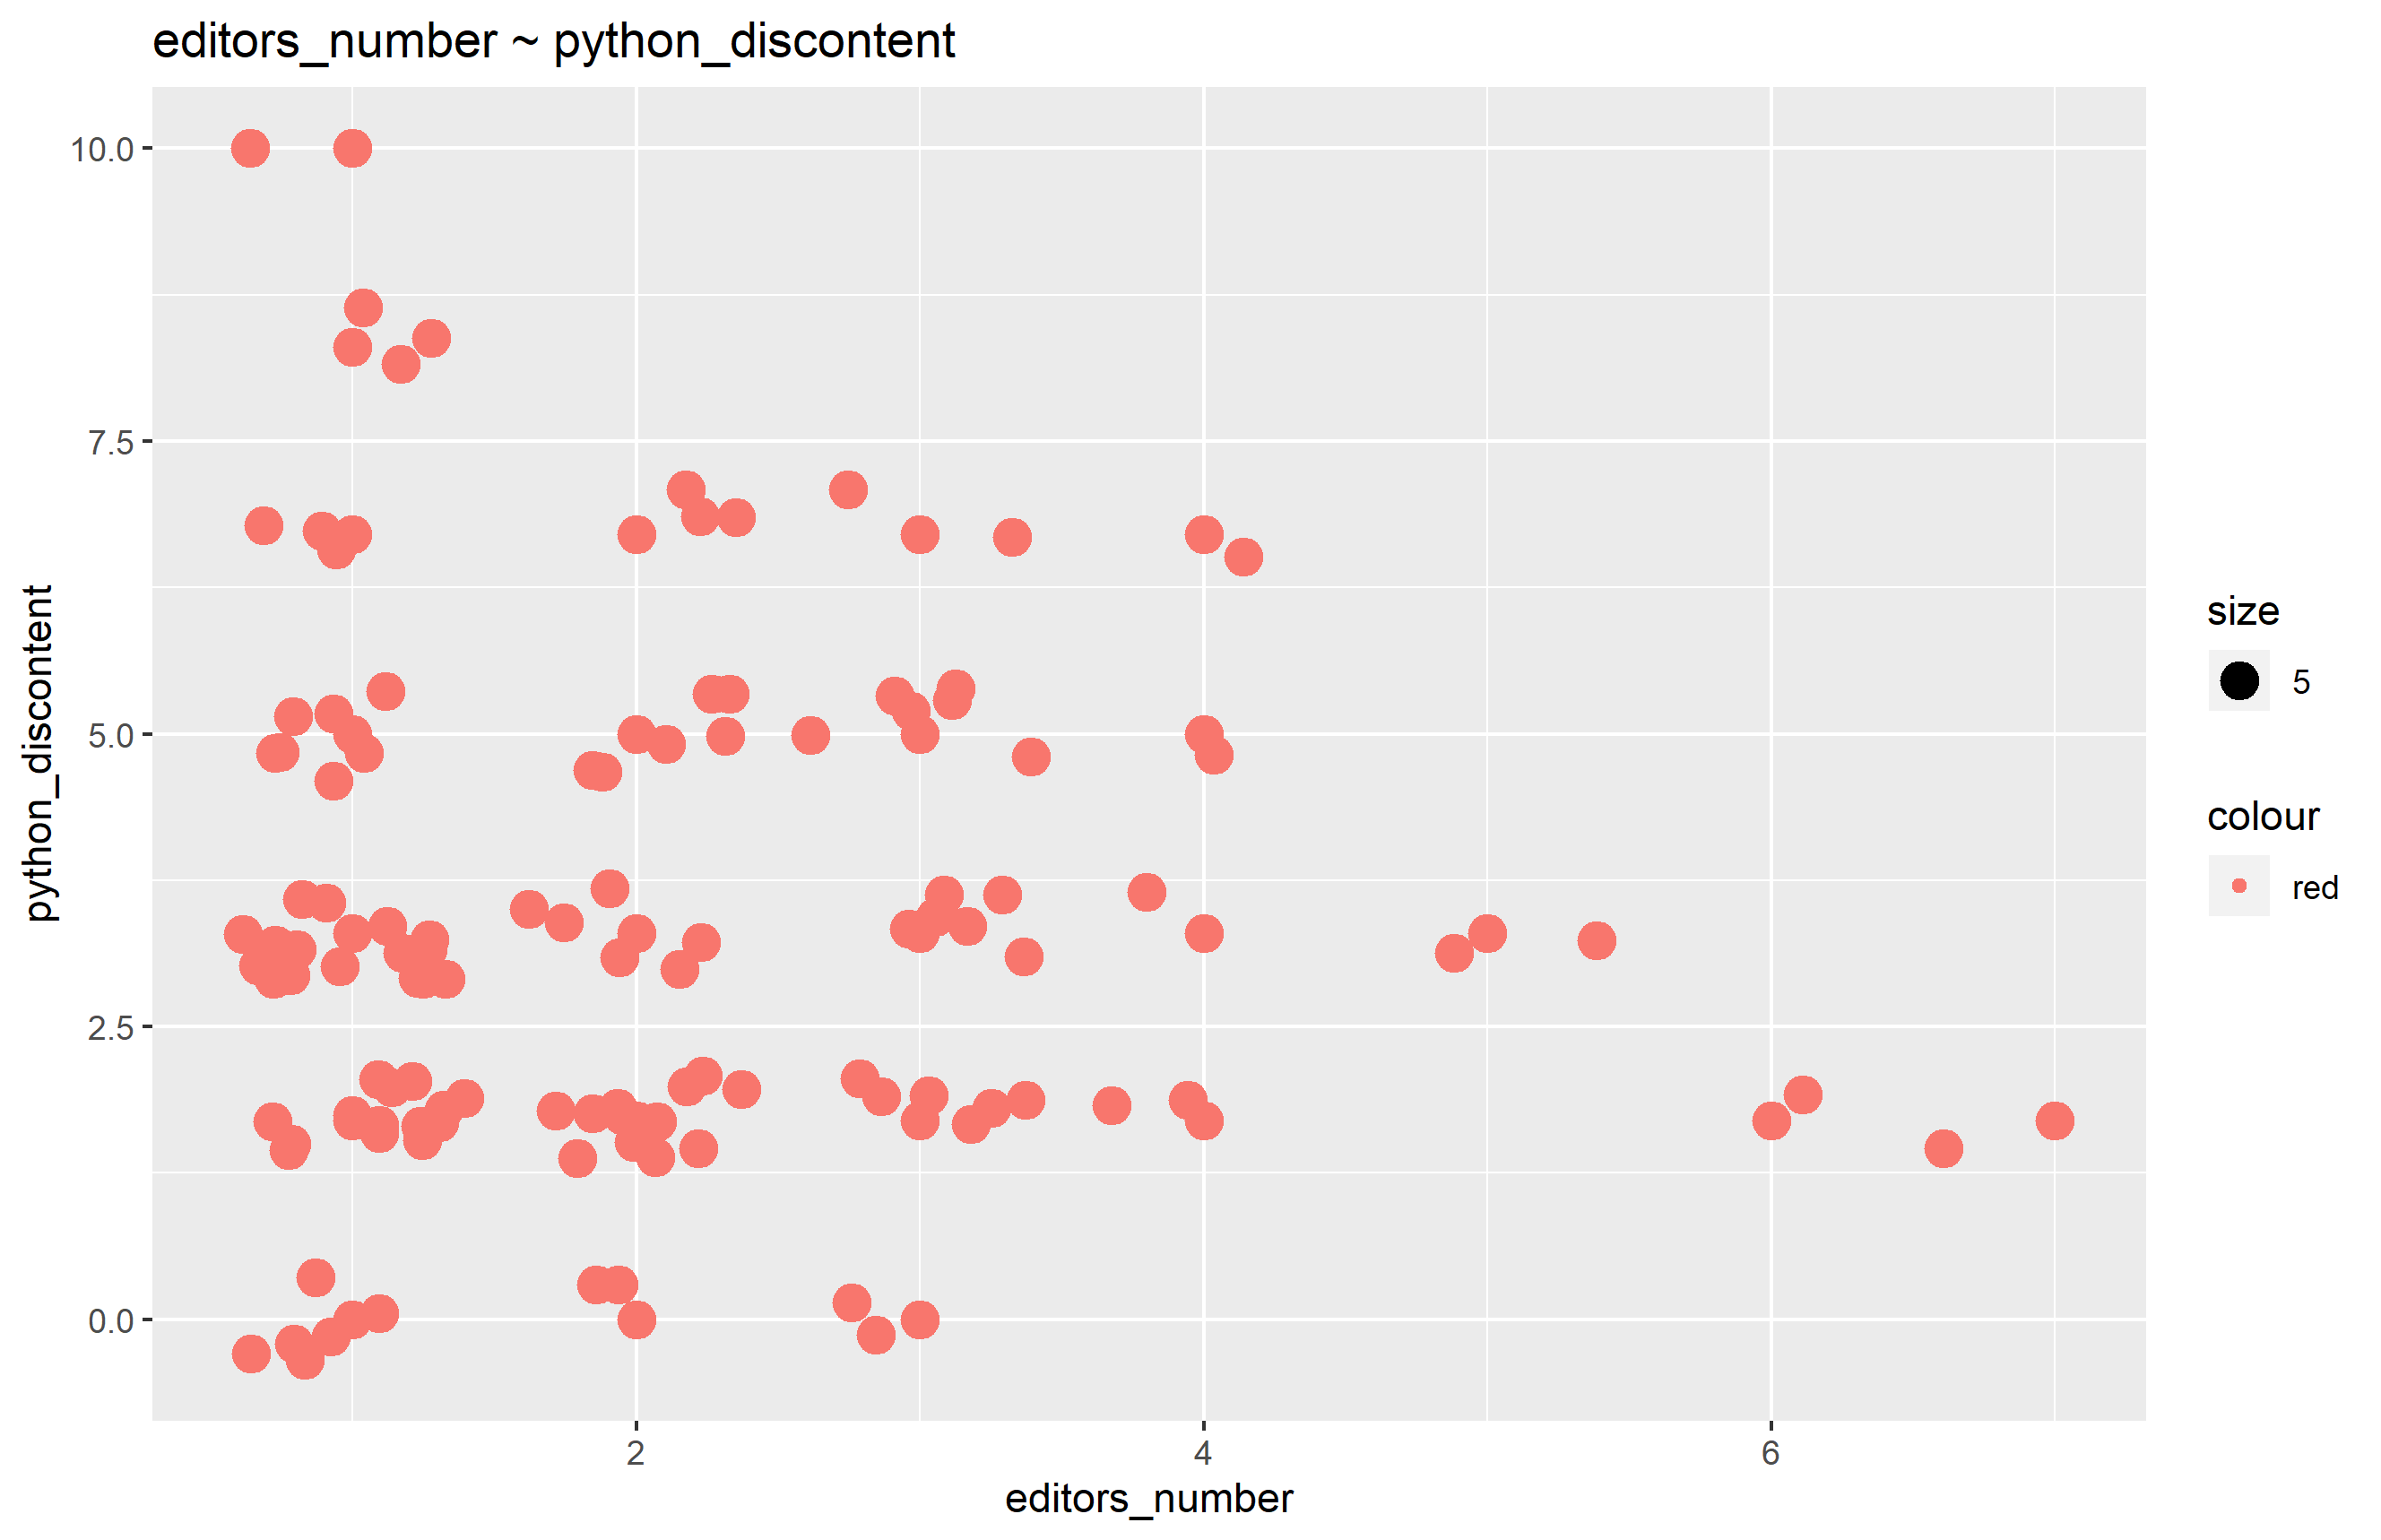 editors_number ~ python_discontent
10.0
7.5
5.0
2.5
0.0
python_discontent
2
4
6
editors_number
size
5
colour
red